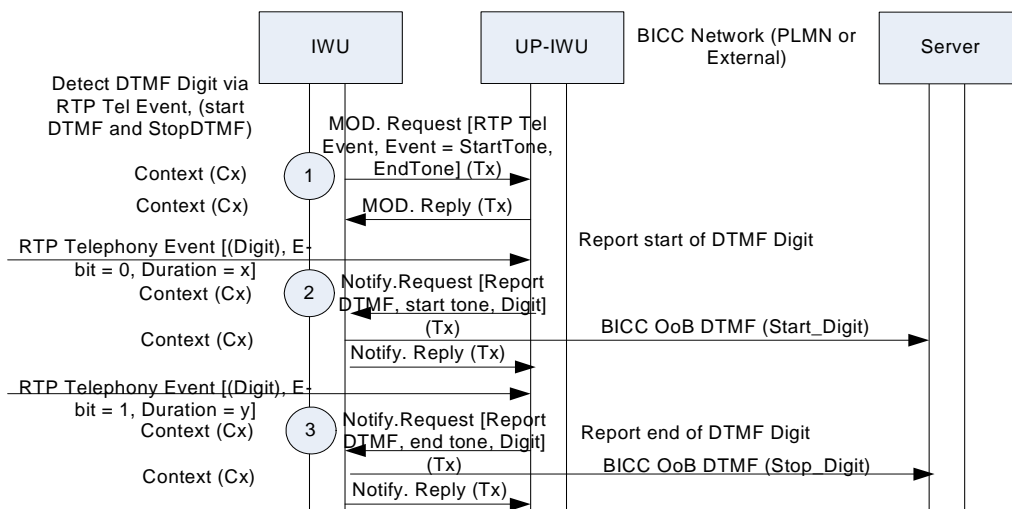 IWU
UP-IWU
BICC Network (PLMN or
External)
Server
Detect DTMF Digit via
RTP Tel Event, (start
DTMF and StopDTMF)
MOD. Request [RTP Tel
Event, Event = StartTone,
EndTone] (Tx)
Context (Cx)
1
Context (Cx)
MOD. Reply (Tx)
RTP Telephony Event [(Digit), E-
bit = 0, Duration = x]
Report start of DTMF Digit
Context (Cx)
2
Notify.Request [Report
DTMF, start tone, Digit]
(Tx)
Context (Cx)
BICC OoB DTMF (Start_Digit)
Notify. Reply (Tx)
RTP Telephony Event [(Digit), E-
bit = 1, Duration = y]
Context (Cx)
3
Notify.Request [Report
DTMF, end tone, Digit]
(Tx)
Report end of DTMF Digit
Context (Cx)
BICC OoB DTMF (Stop_Digit)
Notify. Reply (Tx)